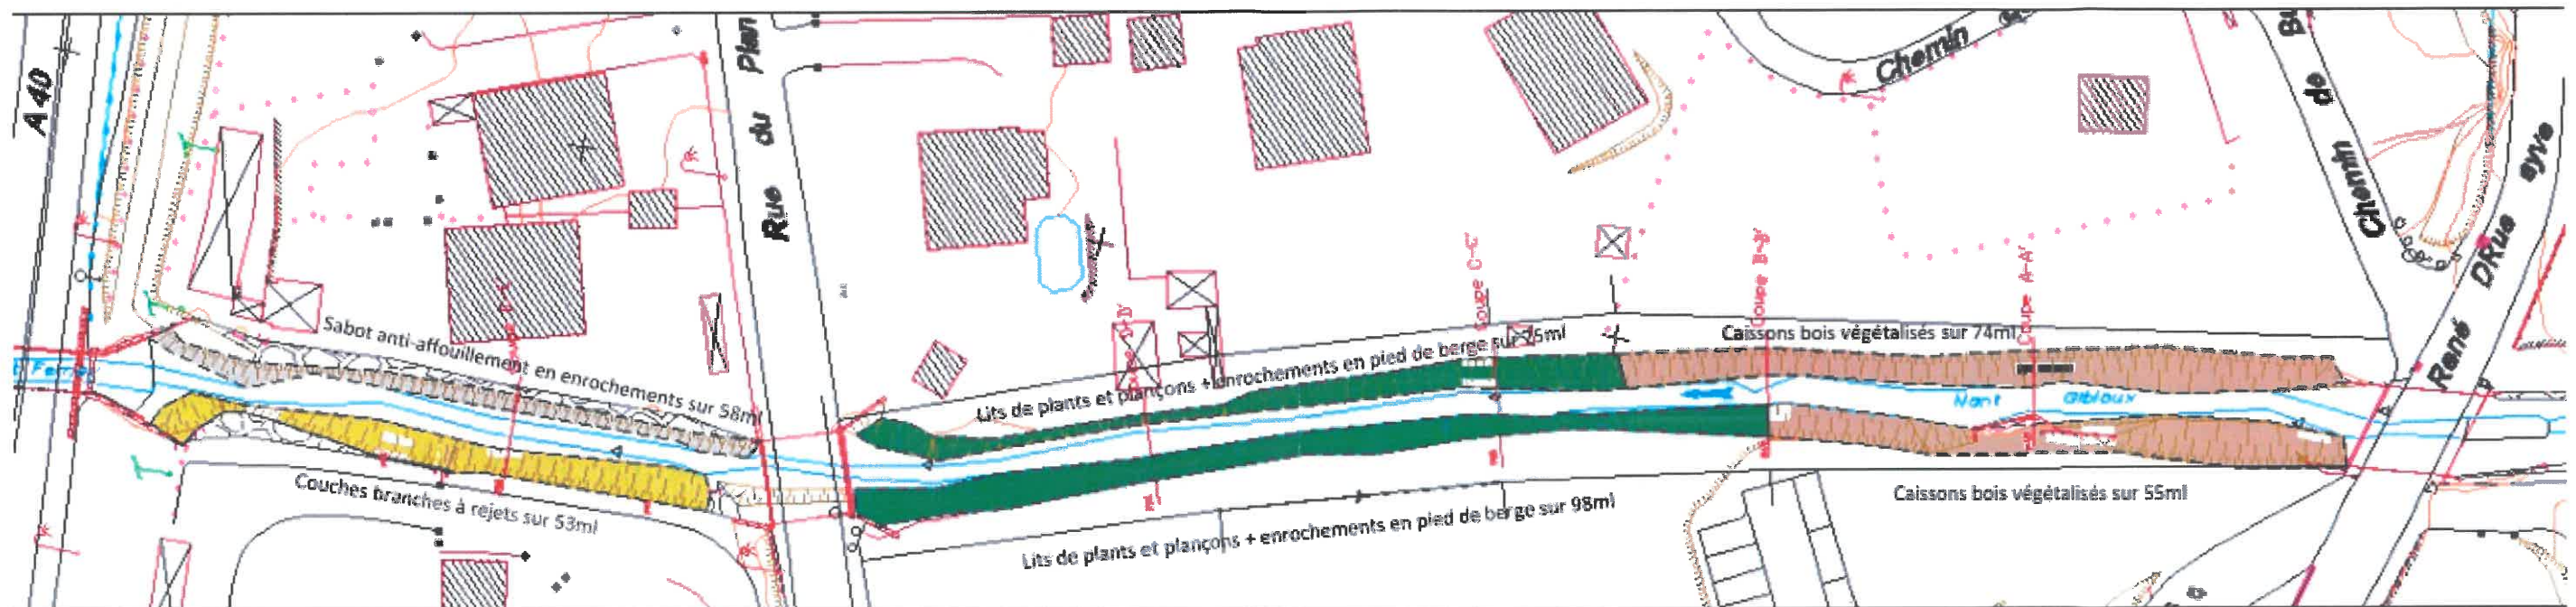 A 40
Rue du Plan
Chemin
Chemin de
Rue
René
Sabot anti-affouillement en enrochements sur 58ml
Couches branches à rejets sur 53ml
Lits de plants et plançons + enrochements en pied de berge sur 75ml
Lits de plants et plançons + enrochements en pied de berge sur 98ml
Coupe C-C'
Coupe B-B'
Coupe A-A'
Caissons bois végétalisés sur 74ml
Nant
Caissons bois végétalisés sur 55ml